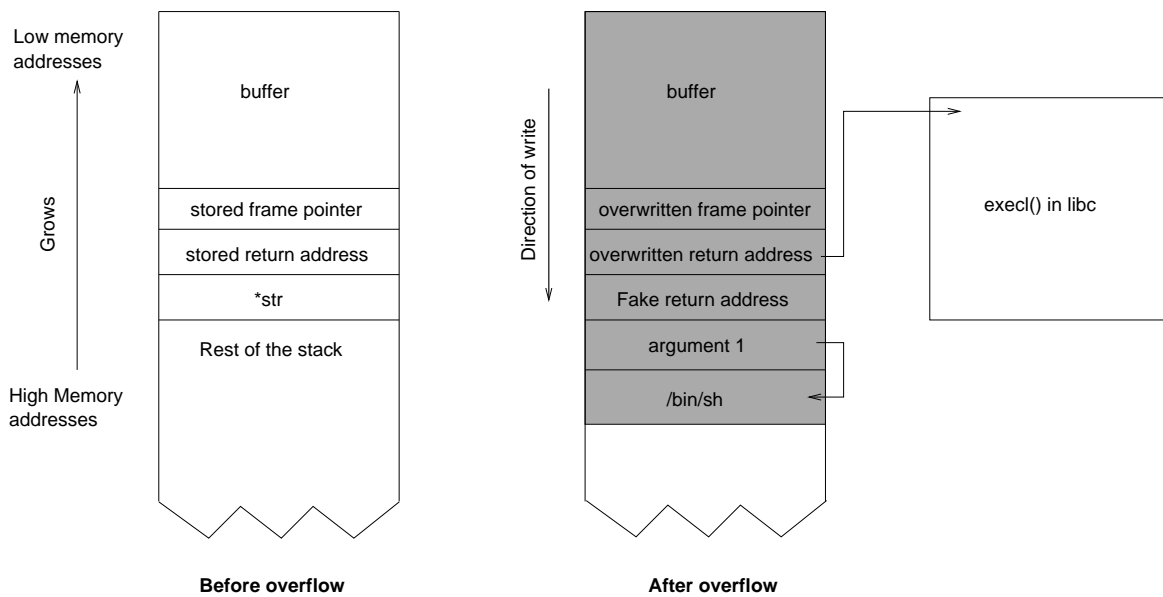 Low memory
addresses
Grows
High Memory
addresses
buffer
stored frame pointer
stored return address
*str
Rest of the stack
Before overflow
Direction of write
buffer
overwritten frame pointer
overwritten return address
Fake return address
argument 1
/bin/sh
After overflow
execl() in libc